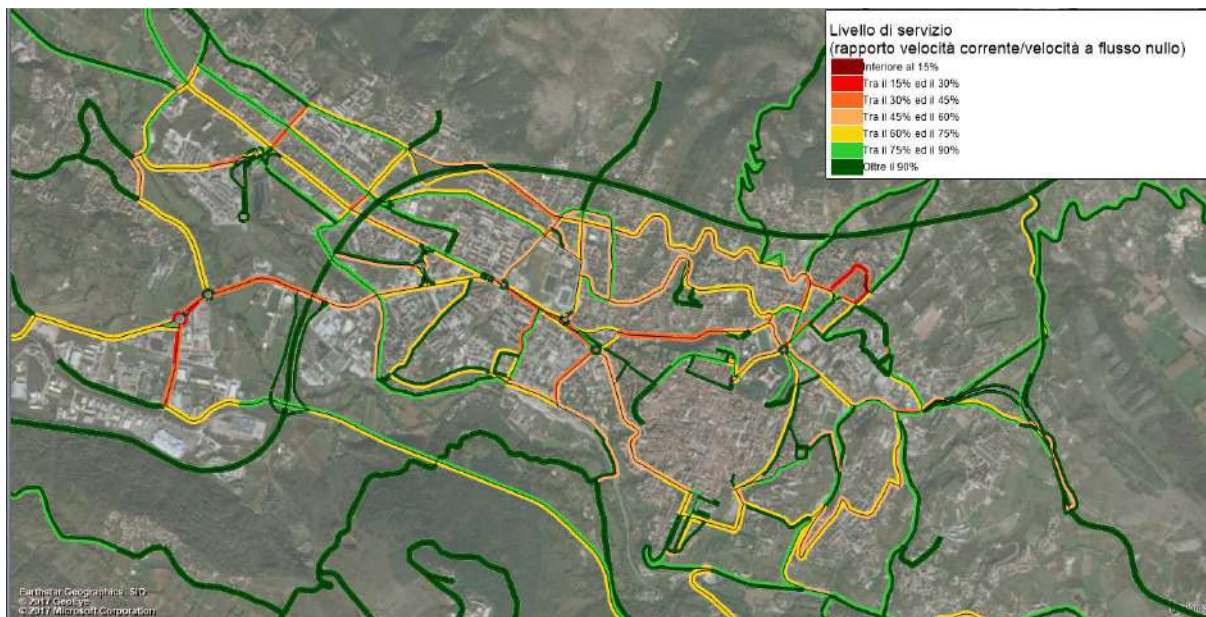 Livello di servizio
(rapporto velocità corrente/velocità a flusso nullo)
Inferiore al 15%
Tra il 15% ed il 30%
Tra il 30% ed il 45%
Tra il 45% ed il 60%
Tra il 60% ed il 75%
Tra il 75% ed il 90%
Oltre il 90%
Earthstar Geographics, SIO,
© 2017 GeoEye
© 2017 Microsoft Corporation